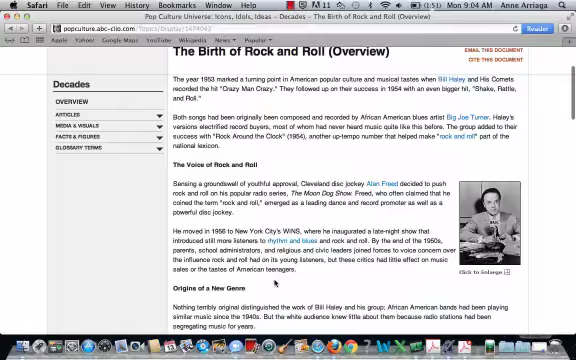 Safari File Edit View History Bookmarks Window Help 11 (1:51) Mon 9:04 AM Anne Arriaga
Pop Culture Universe: Icons, Idols, Ideas – Decades – The Birth of Rock and Roll (Overview)
popculture.abc-clio.com/Topics/Display/1474043 Reader
Apple Yahoo! Google Maps YouTube Wikipedia News Popular
The Birth of Rock and Roll (Overview)
EMAIL THIS DOCUMENT
CITE THIS DOCUMENT
Decades
OVERVIEW
ARTICLES
MEDIA & VISUALS
FACTS & FIGURES
GLOSSARY TERMS
The year 1953 marked a turning point in American popular culture and musical tastes when Bill Haley and His Comets
recorded the hit "Crazy Man Crazy." They followed up on their success in 1954 with an even bigger hit, "Shake, Rattle,
and Roll."
Both songs had been originally been composed and recorded by African American blues artist Big Joe Turner. Haley's
versions electrified record buyers, most of whom had never heard music quite like this before. The group added to their
success with "Rock Around the Clock" (1954), another up-tempo number that helped make "rock and roll" part of the
national lexicon.
The Voice of Rock and Roll
Sensing a groundswell of youthful approval, Cleveland disc jockey Alan Freed decided to push
rock and roll on his popular radio series, The Moon Dog Show. Freed, who often claimed that he
coined the term "rock and roll," emerged as a leading dance and record promoter as well as a
powerful disc jockey.
He moved in 1956 to New York City's WINS, where he inaugurated a late-night show that
introduced still more listeners to rhythm and blues and rock and roll. By the end of the 1950s,
parents, school administrators, and religious and civic leaders joined forces to voice concern over
the influence rock and roll had on its young listeners, but these critics had little effect on music
sales or the tastes of American teenagers.
Click to Enlarge
Origins of a New Genre
Nothing terribly original distinguished the work of Bill Haley and his group; African American bands had been playing
similar music since the 1940s. But the white audience knew little about them because radio stations had been
segregating music for years.